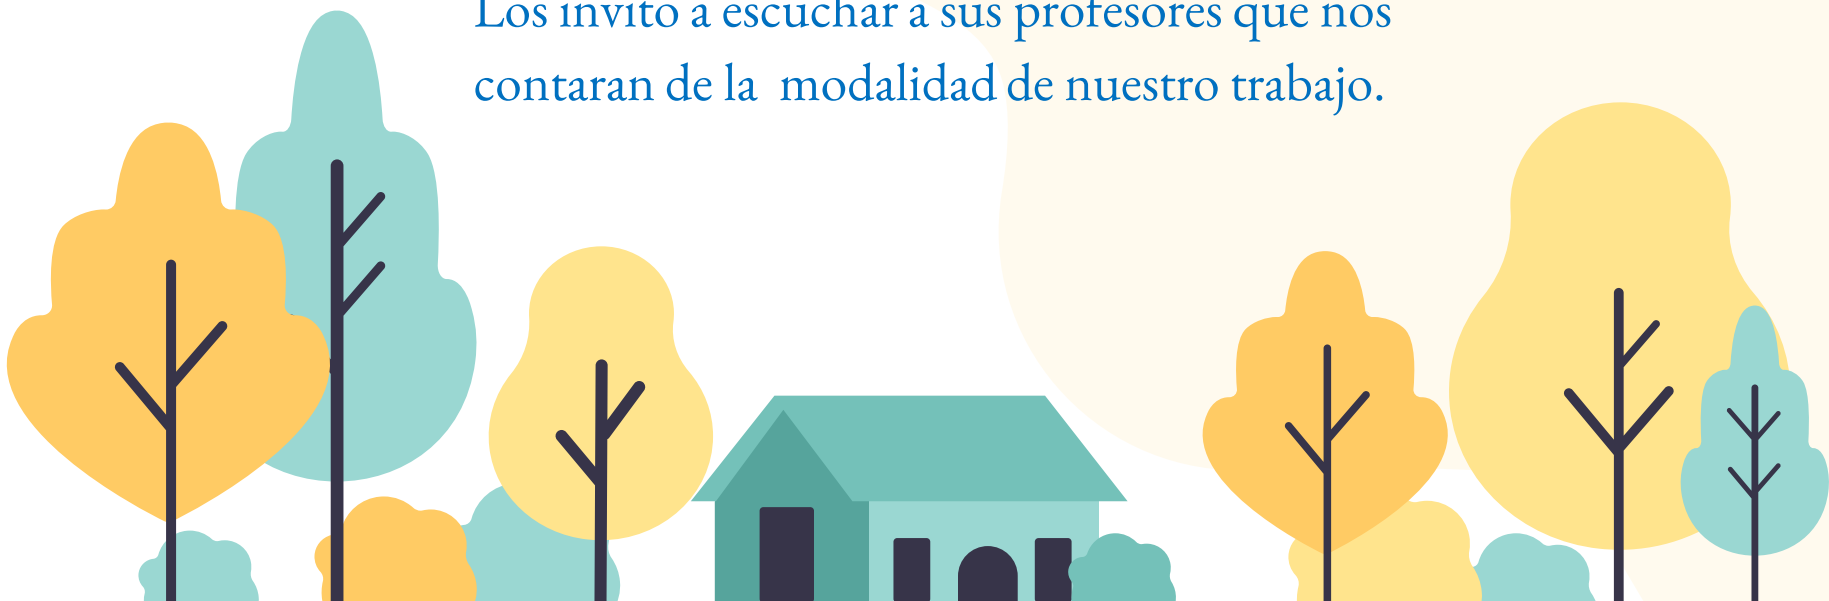 Los invito a escuchar a sus profesores que nos
contaran de la  modalidad de nuestro trabajo.